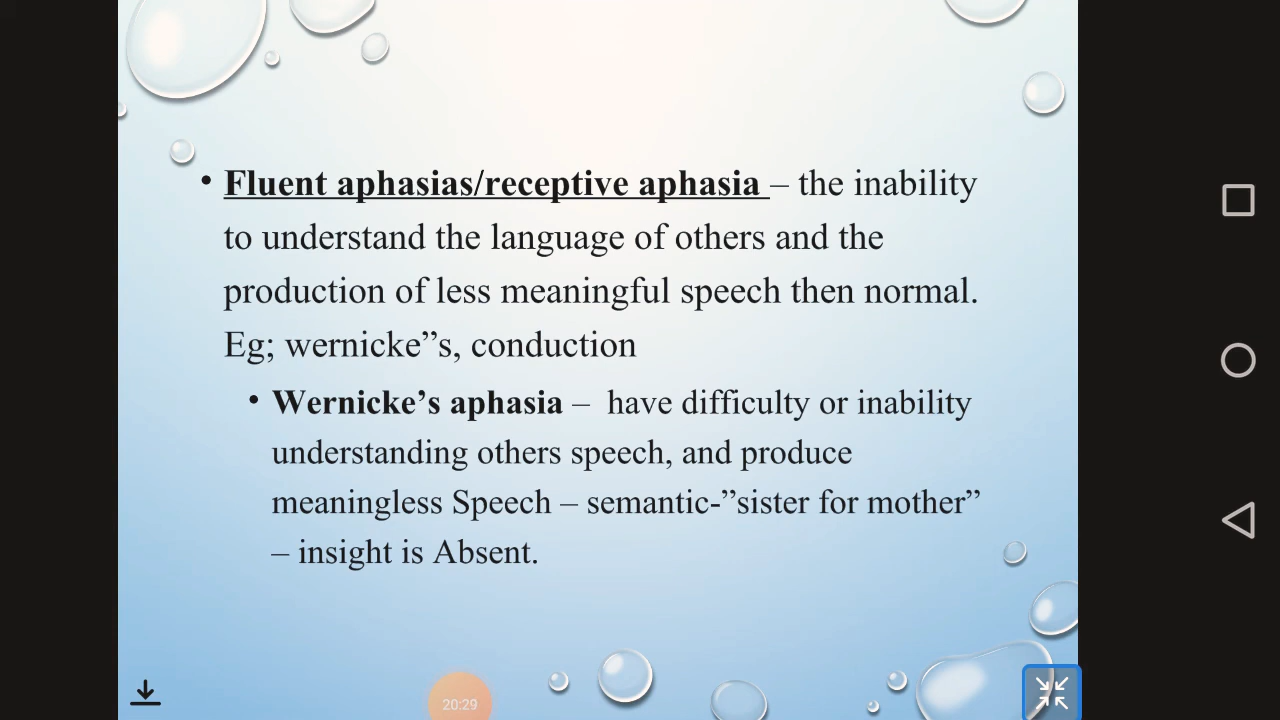 • Fluent aphasias/receptive aphasia – the inability
to understand the language of others and the
production of less meaningful speech then normal.
Eg; wernicke”s, conduction
• Wernicke’s aphasia – have difficulty or inability
understanding others speech, and produce
meaningless Speech – semantic-”sister for mother”
– insight is Absent.
20:29